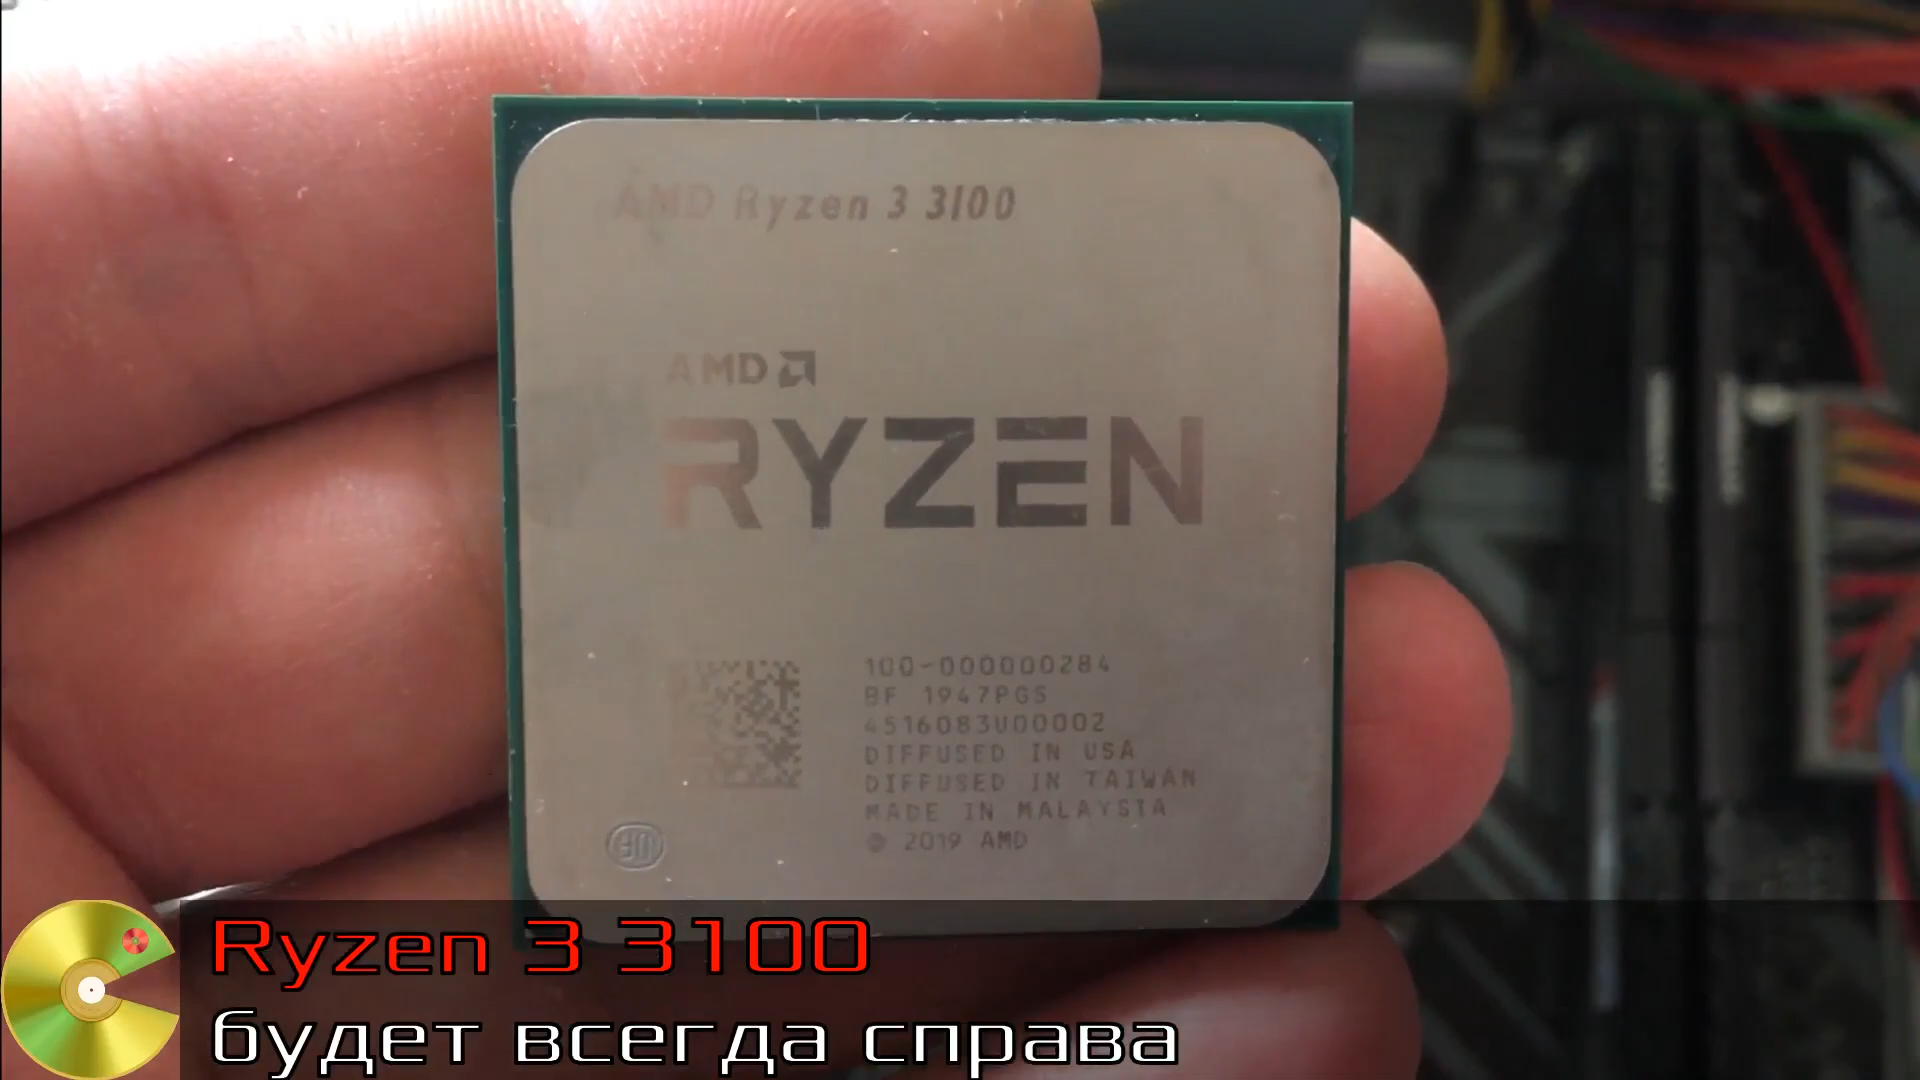 AMD Ryzen 3 3100
AMD
RYZEN
100-000000284
BF 1947PGS
4516083U00002
DIFFUSED IN USA
DIFFUSED IN TAIWAN
MADE IN MALAYSIA
© 2019 AMD
Ryzen 3 3100
будет всегда справа